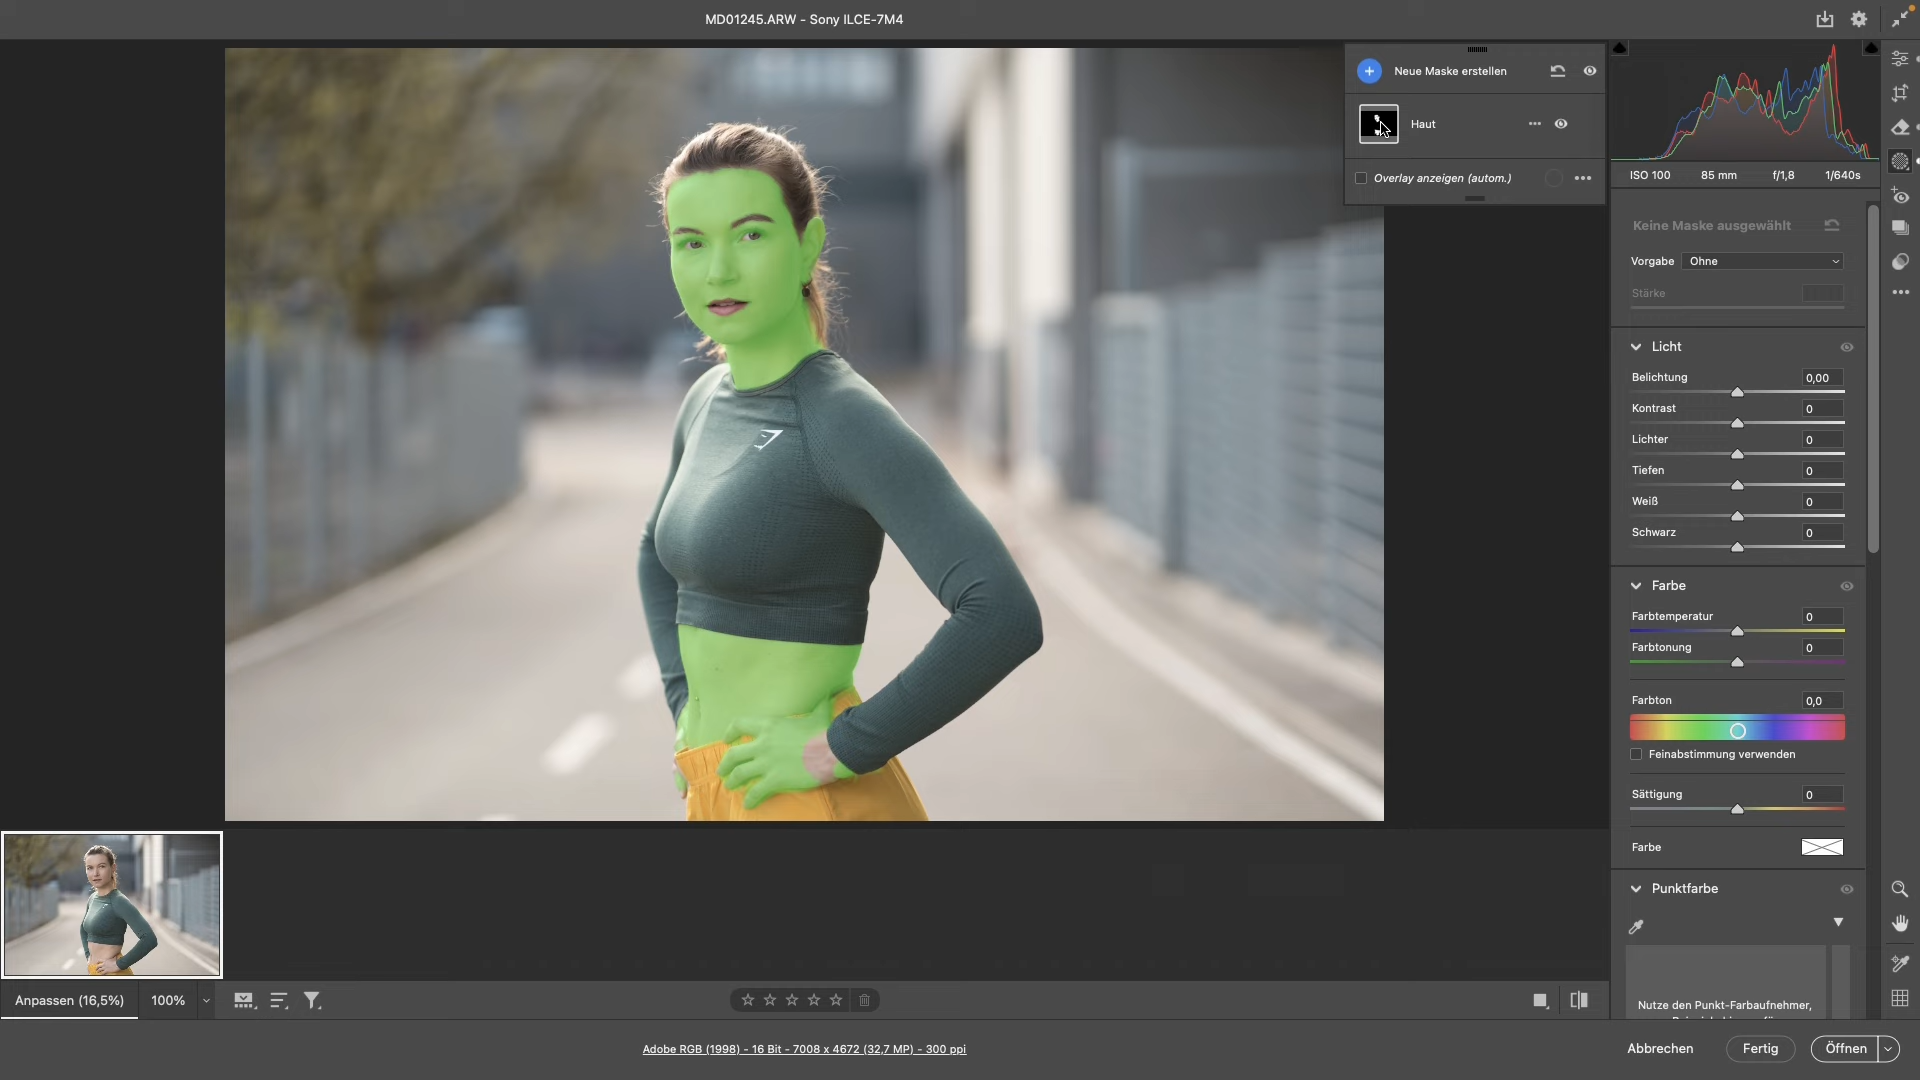 MD01245.ARW - Sony ILCE-7M4
Neue Maske erstellen
Haut
Overlay anzeigen (autom.)
ISO 100 85 mm f/1,8 1/640s
Keine Maske ausgewählt
Vorgabe Ohne
Stärke
Licht
Belichtung 0,00
Kontrast 0
Lichter 0
Tiefen 0
Weiß 0
Schwarz 0
Farbe
Farbtemperatur 0
Farbtonung 0
Farbton 0,0
Feinabstimmung verwenden
Sättigung 0
Farbe
Punktfarbe
Nutze den Punkt-Farbaufnehmer,
Anpassen (16,5%) 100%
Adobe RGB (1998) - 16 Bit - 7008 x 4672 (32,7 MP) - 300 ppi
Abbrechen Fertig Öffnen